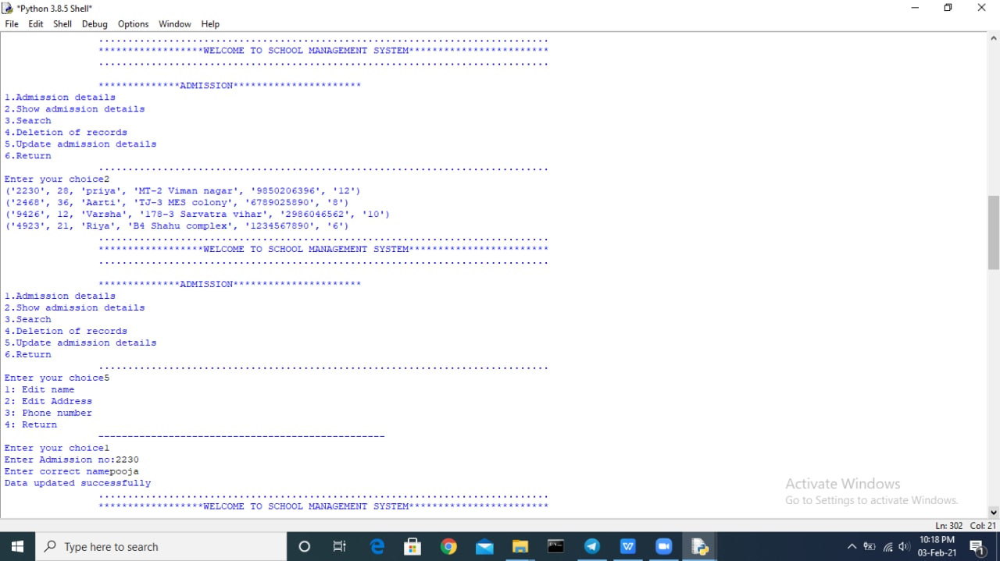 *Python 3.8.5 Shell*
File Edit Shell Debug Options Window Help
.............................................................................
******************WELCOME TO SCHOOL MANAGEMENT SYSTEM************************
.............................................................................
**************ADMISSION**********************
1.Admission details
2.Show admission details
3.Search
4.Deletion of records
5.Update admission details
6.Return
.............................................................................
Enter your choice2
('2230', 28, 'priya', 'MT-2 Viman nagar', '9850206396', '12')
('2468', 36, 'Aarti', 'TJ-3 MES colony', '6789025890', '8')
('9426', 12, 'Varsha', '178-3 Sarvatra vihar', '2986046562', '10')
('4923', 21, 'Riya', 'B4 Shahu complex', '1234567890', '6')
.............................................................................
******************WELCOME TO SCHOOL MANAGEMENT SYSTEM************************
.............................................................................
**************ADMISSION**********************
1.Admission details
2.Show admission details
3.Search
4.Deletion of records
5.Update admission details
6.Return
.............................................................................
Enter your choice5
1: Edit name
2: Edit Address
3: Phone number
4: Return
-------------------------------------------------
Enter your choice1
Enter Admission no:2230
Enter correct namepooja
Data updated successfully
.............................................................................
******************WELCOME TO SCHOOL MANAGEMENT SYSTEM************************
Activate Windows
Go to Settings to activate Windows.
Ln: 302 Col: 21
Type here to search
10:18 PM
03-Feb-21
1